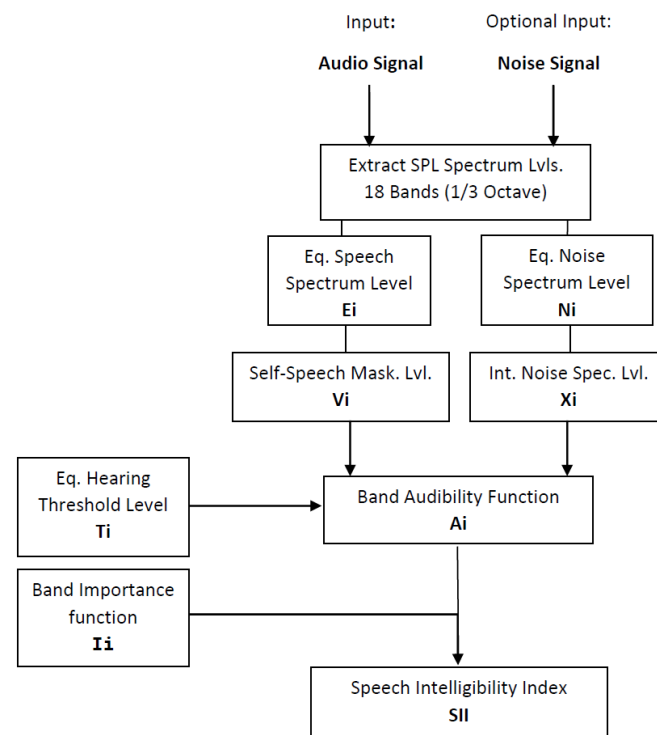 Input:
Optional Input:
Audio Signal
Noise Signal
Extract SPL Spectrum Lvls.
18 Bands (1/3 Octave)
Eq. Speech
Spectrum Level
Ei
Eq. Noise
Spectrum Level
Ni
Self-Speech Mask. Lvl.
Vi
Int. Noise Spec. Lvl.
Xi
Eq. Hearing
Threshold Level
Ti
Band Audibility Function
Ai
Band Importance
function
Ii
Speech Intelligibility Index
SII